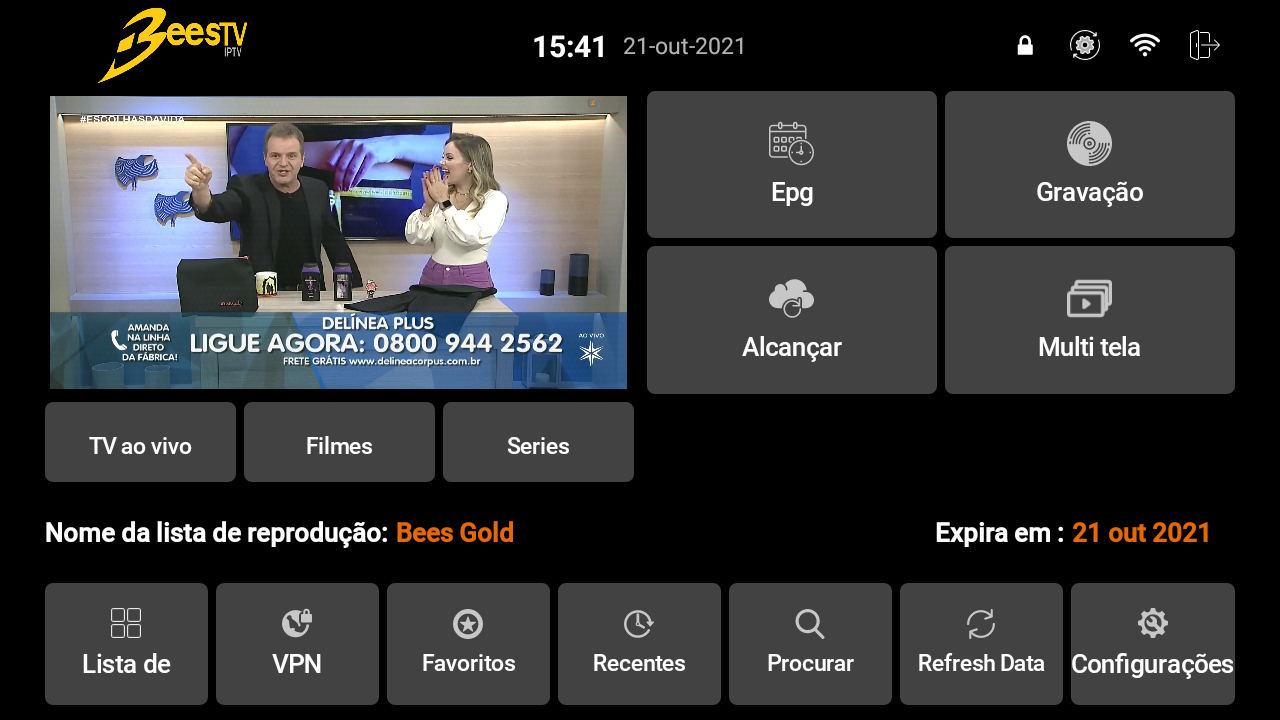 BeesTV
IPTV
15:41 21-out-2021
#ESCOLHASDAVIDA
AMANDA
NA LINHA
DIRETO
DA FÁBRICA!
DELÍNEA PLUS
LIGUE AGORA: 0800 944 2562
FRETE GRÁTIS www.delineacorpus.com.br
AO VIVO
Epg
Gravação
Alcançar
Multi tela
TV ao vivo
Filmes
Series
Nome da lista de reprodução: Bees Gold
Expira em : 21 out 2021
Lista de
VPN
Favoritos
Recentes
Procurar
Refresh Data
Configurações